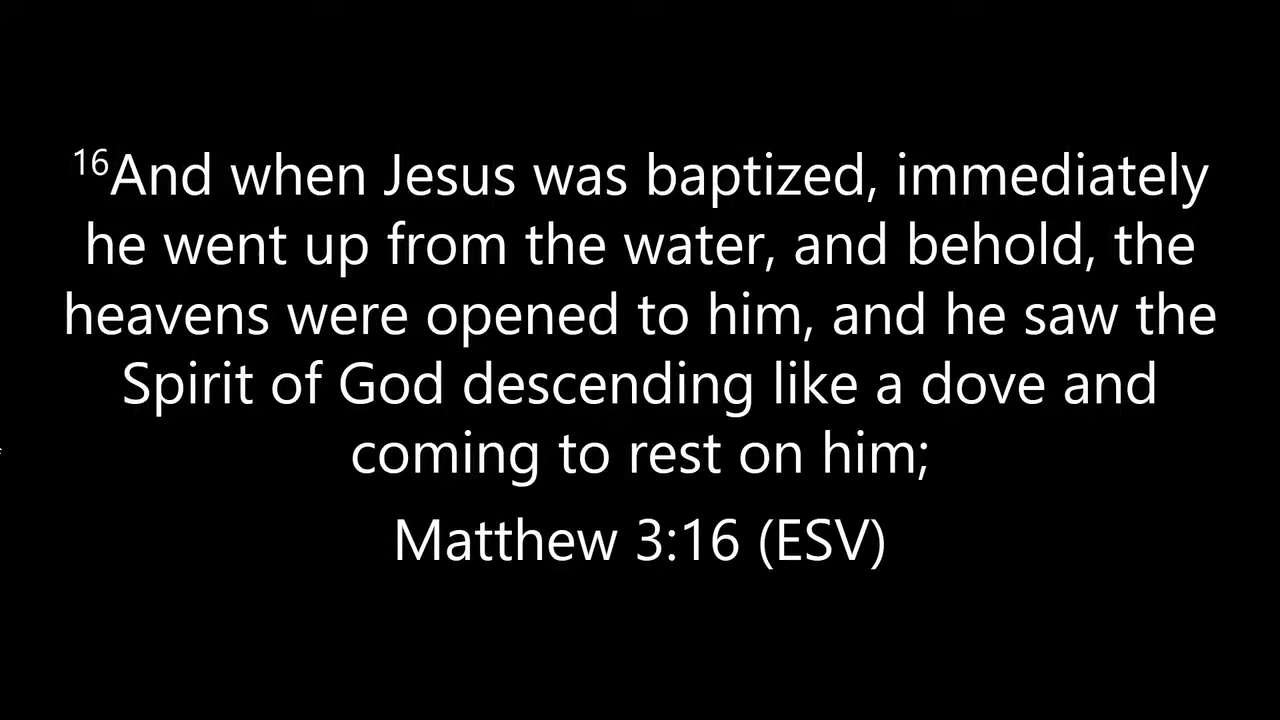 ¹⁶And when Jesus was baptized, immediately
he went up from the water, and behold, the
heavens were opened to him, and he saw the
Spirit of God descending like a dove and
coming to rest on him;
Matthew 3:16 (ESV)